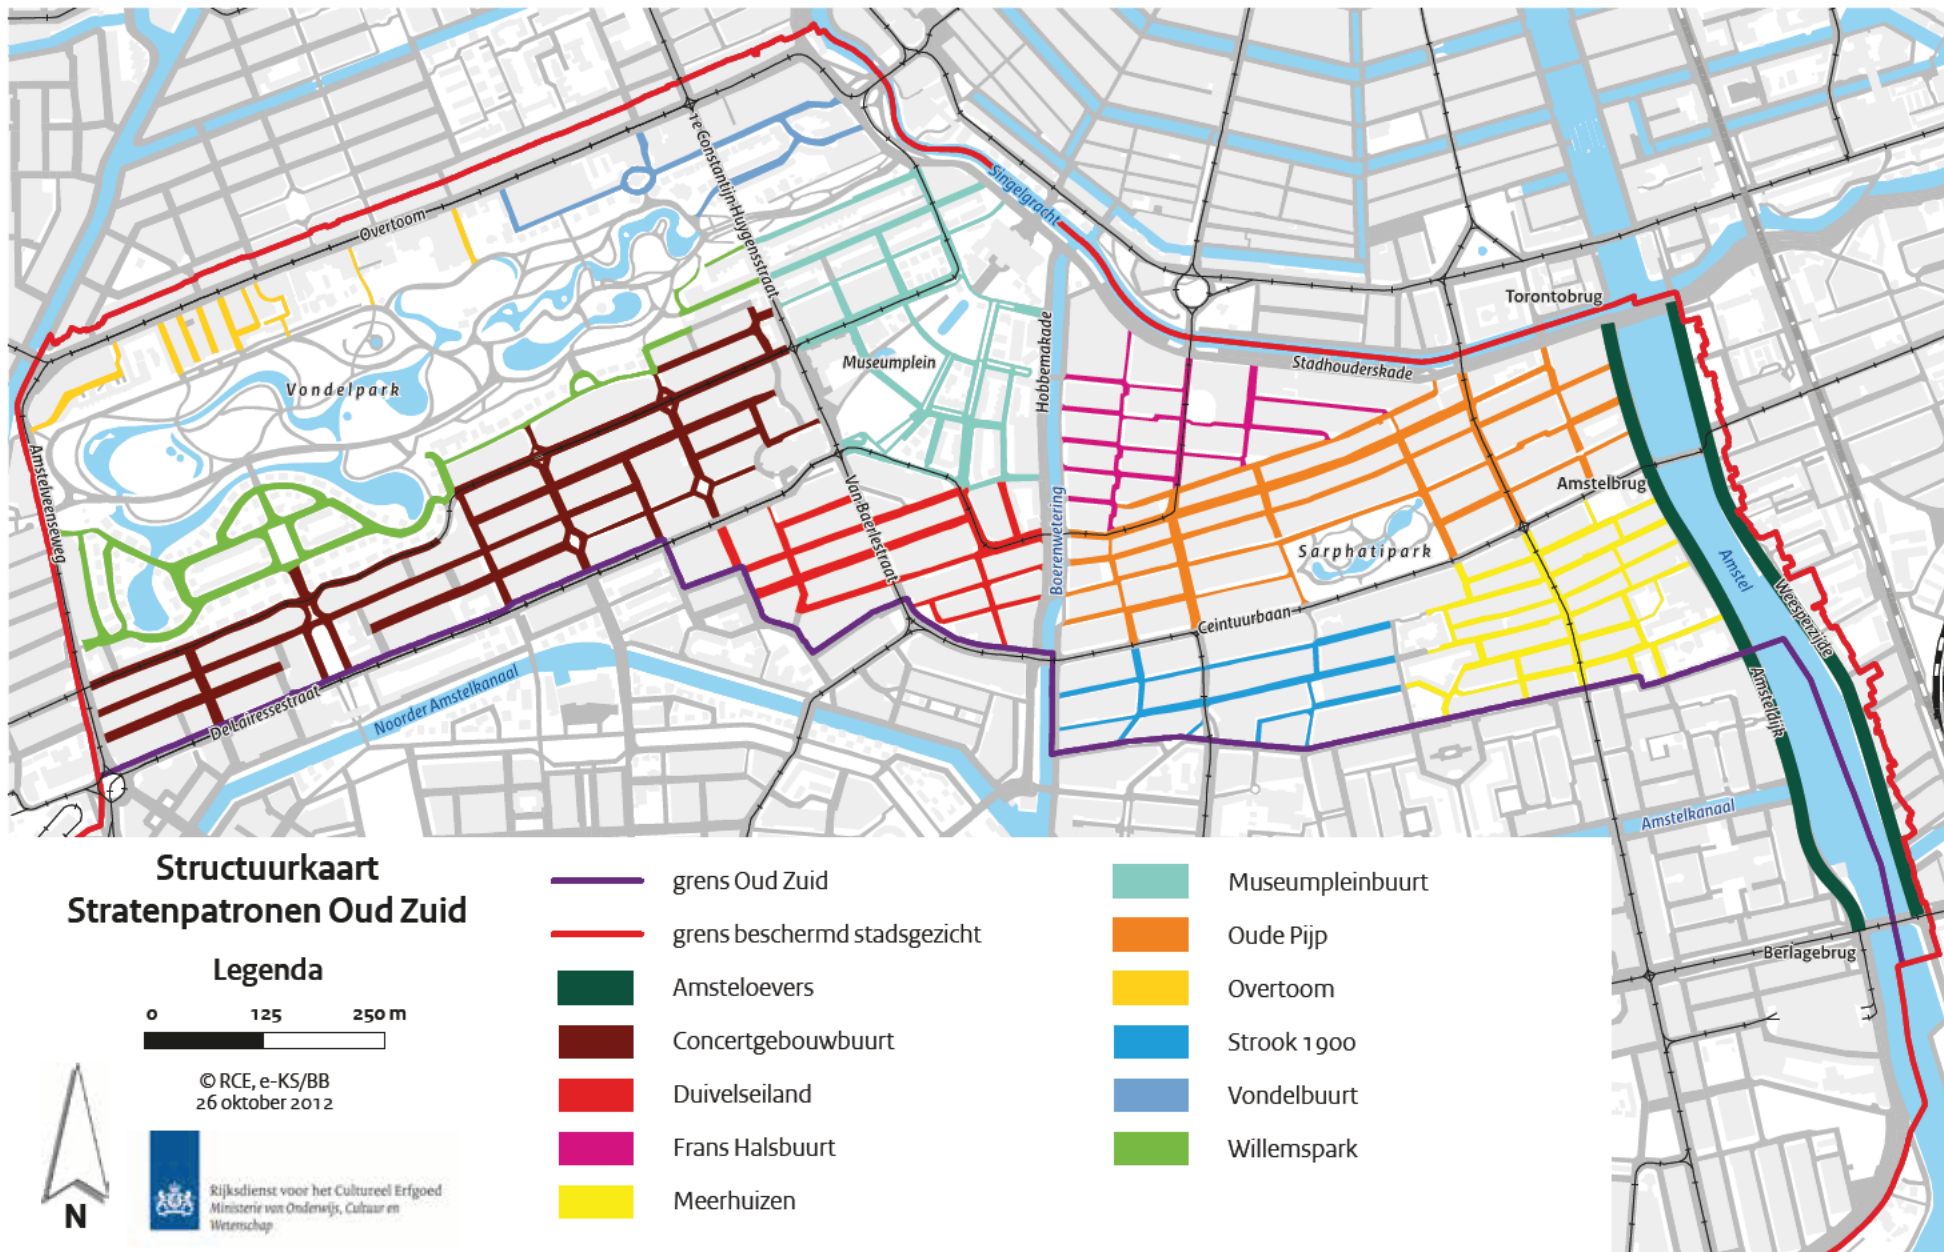 Overtoom
1e Constantijn Huygensstraat
Singelgracht
Hobbemakade
Museumplein
Vondelpark
Torontobrug
Stadhouderskade
Amstelveenseweg
Van Baerlestraat
Boerenwetering
Amstelbrug
Sarphatipark
Amstel
Weesperzijde
Ceintuurbaan
De Lairessestraat
Noorder Amstelkanaal
Amsteldijk
Amstelkanaal
Berlagebrug
Structuurkaart
Stratenpatronen Oud Zuid
Legenda
0 125 250 m
© RCE, e-KS/BB
26 oktober 2012
N
Rijksdienst voor het Cultureel Erfgoed
Ministerie van Onderwijs, Cultuur en
Wetenschap
grens Oud Zuid
grens beschermd stadsgezicht
Amsteloevers
Concertgebouwbuurt
Duivelseiland
Frans Halsbuurt
Meerhuizen
Museumpleinbuurt
Oude Pijp
Overtoom
Strook 1900
Vondelbuurt
Willemspark